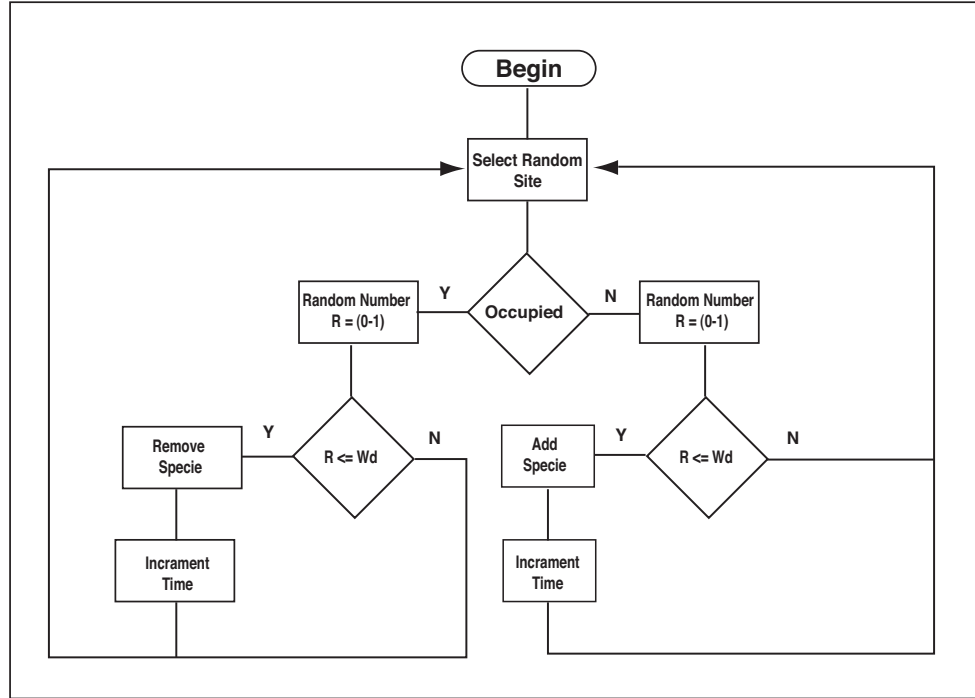 Begin
Select Random
Site
Occupied
Y
N
Random Number
R = (0-1)
Random Number
R = (0-1)
R <= Wd
Y
N
Remove
Specie
Incrament
Time
R <= Wd
Y
N
Add
Specie
Incrament
Time